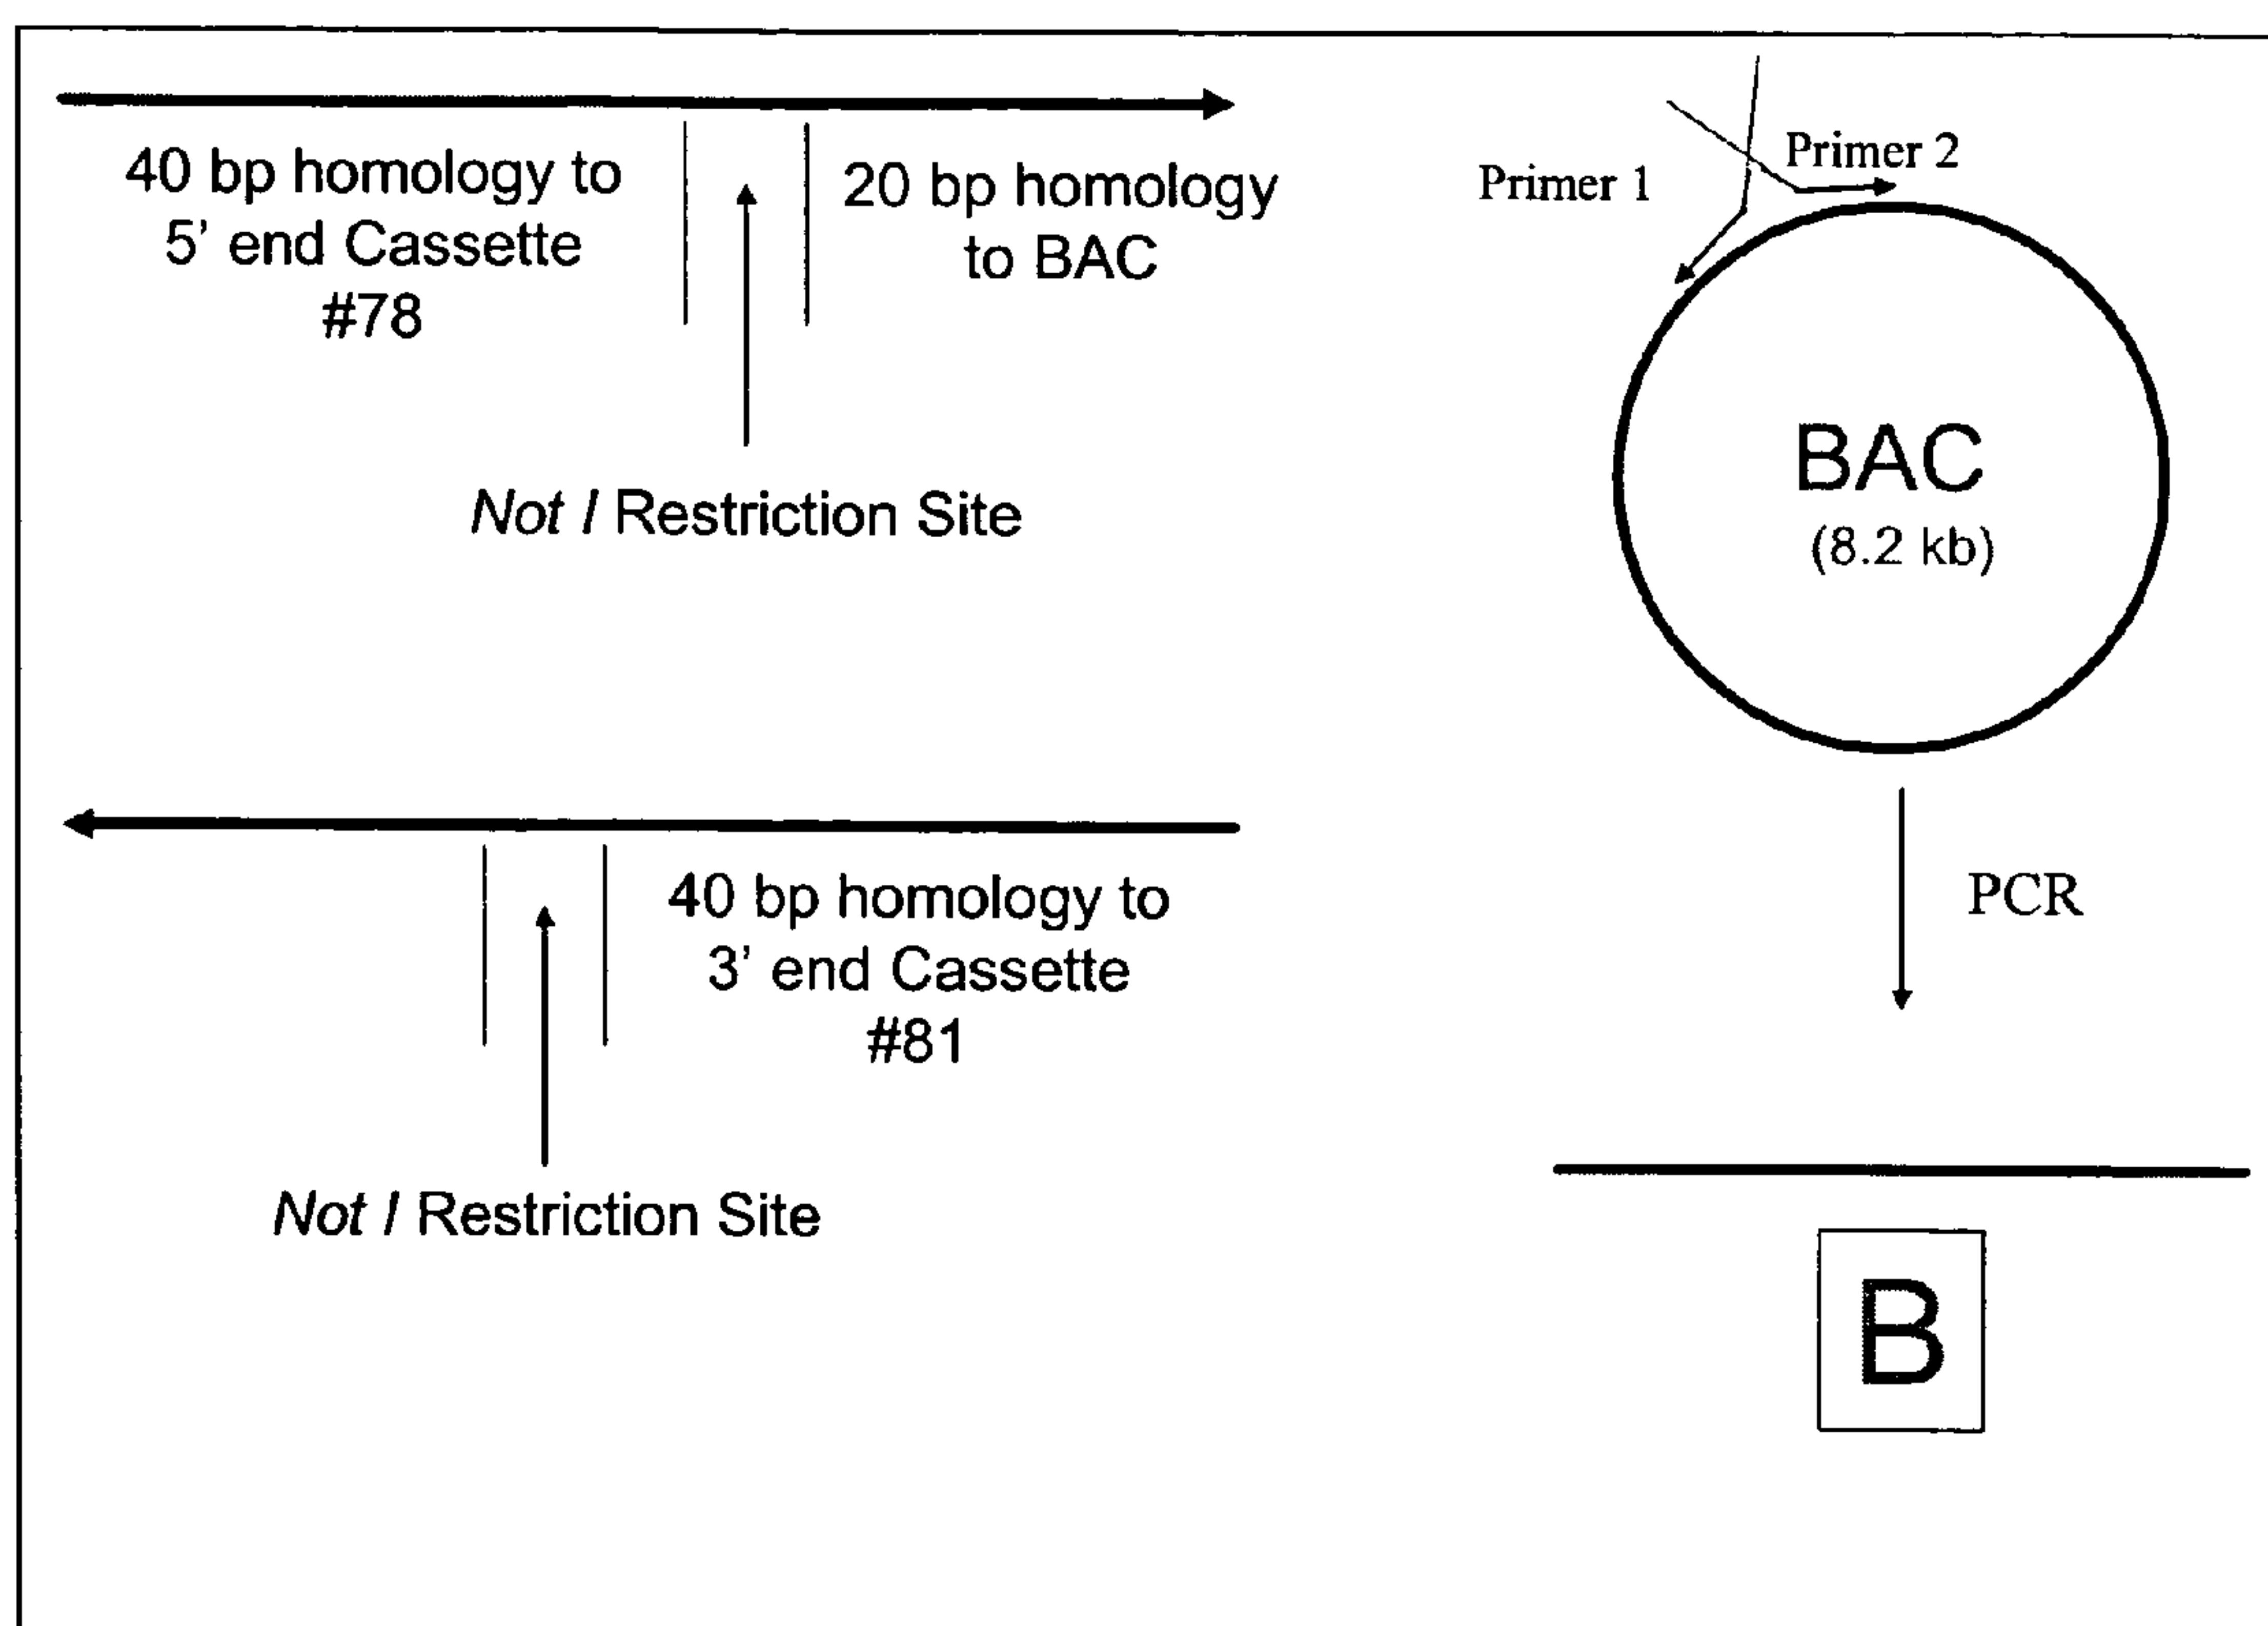 40 bp homology to
5' end Cassette
#78
20 bp homology
to BAC
Not I Restriction Site
Primer 1
Primer 2
BAC
(8.2 kb)
PCR
40 bp homology to
3' end Cassette
#81
Not I Restriction Site
B